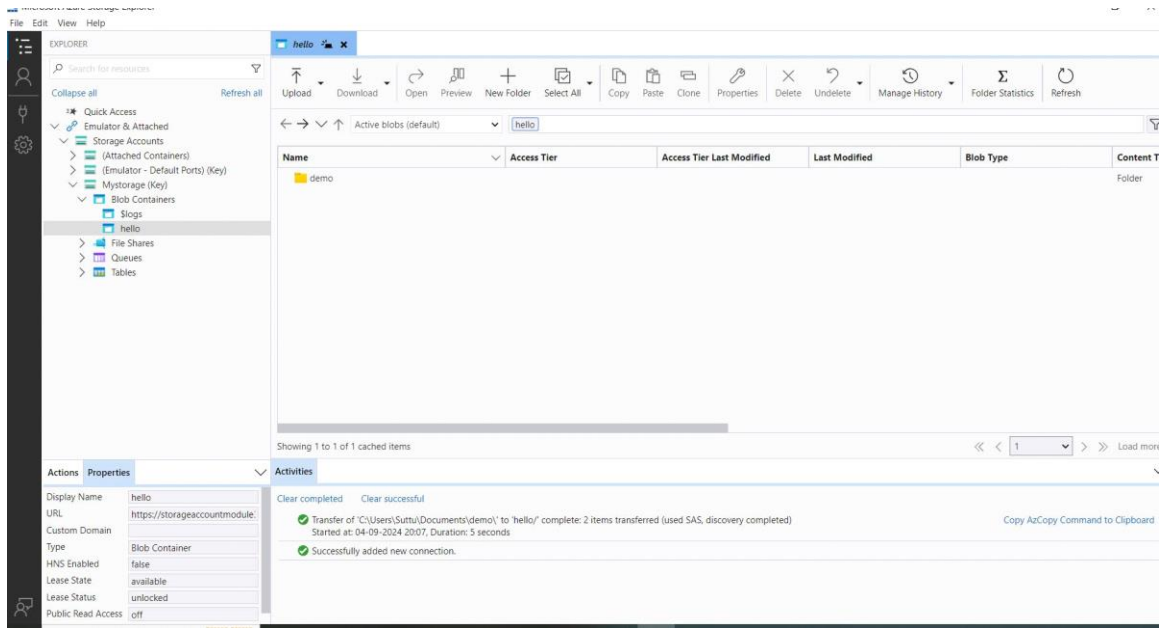 Microsoft Azure Storage Explorer
File Edit View Help
EXPLORER
Search for resources
Collapse all Refresh all
Quick Access
Emulator & Attached
Storage Accounts
(Attached Containers)
(Emulator - Default Ports) (Key)
Mystorage (Key)
Blob Containers
$logs
hello
File Shares
Queues
Tables
hello
Upload Download Open Preview New Folder Select All Copy Paste Clone Properties Delete Undelete Manage History Folder Statistics Refresh
Active blobs (default) hello
Name Access Tier Access Tier Last Modified Last Modified Blob Type Content T
demo Folder
Showing 1 to 1 of 1 cached items 1 Load more
Actions Properties
Display Name hello
URL https://storageaccountmodule.
Custom Domain
Type Blob Container
HNS Enabled false
Lease State available
Lease Status unlocked
Public Read Access off
Activities
Clear completed Clear successful
Transfer of 'C:\Users\Suttu\Documents\demo\' to 'hello/' complete: 2 items transferred (used SAS, discovery completed) Copy AzCopy Command to Clipboard
Started at: 04-09-2024 20:07, Duration: 5 seconds
Successfully added new connection.